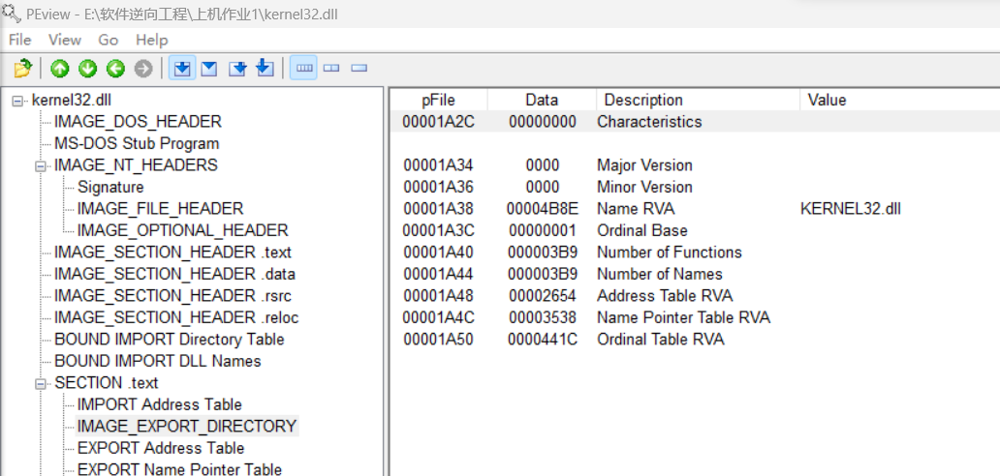 PEview - E:\软件逆向工程\上机作业1\kernel32.dll
File View Go Help
kernel32.dll
IMAGE_DOS_HEADER
MS-DOS Stub Program
IMAGE_NT_HEADERS
Signature
IMAGE_FILE_HEADER
IMAGE_OPTIONAL_HEADER
IMAGE_SECTION_HEADER .text
IMAGE_SECTION_HEADER .data
IMAGE_SECTION_HEADER .rsrc
IMAGE_SECTION_HEADER .reloc
BOUND IMPORT Directory Table
BOUND IMPORT DLL Names
SECTION .text
IMPORT Address Table
IMAGE_EXPORT_DIRECTORY
EXPORT Address Table
EXPORT Name Pointer Table
pFile Data Description Value
00001A2C 00000000 Characteristics
00001A34 0000 Major Version
00001A36 0000 Minor Version
00001A38 00004B8E Name RVA KERNEL32.dll
00001A3C 00000001 Ordinal Base
00001A40 000003B9 Number of Functions
00001A44 000003B9 Number of Names
00001A48 00002654 Address Table RVA
00001A4C 00003538 Name Pointer Table RVA
00001A50 0000441C Ordinal Table RVA